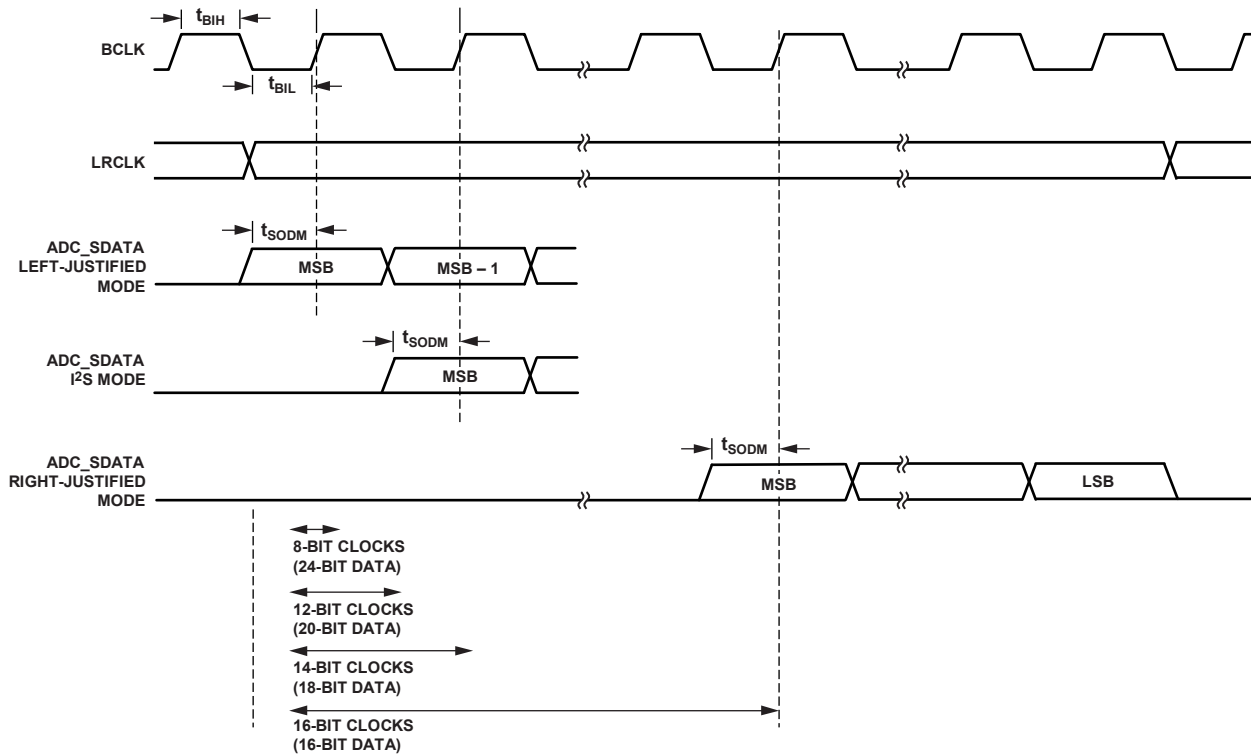 tBIH
BCLK
tBIL
LRCLK
tSODM
ADC_SDATA
LEFT-JUSTIFIED
MODE
MSB
MSB – 1
tSODM
ADC_SDATA
I2S MODE
MSB
tSODM
ADC_SDATA
RIGHT-JUSTIFIED
MODE
MSB
LSB
8-BIT CLOCKS
(24-BIT DATA)
12-BIT CLOCKS
(20-BIT DATA)
14-BIT CLOCKS
(18-BIT DATA)
16-BIT CLOCKS
(16-BIT DATA)